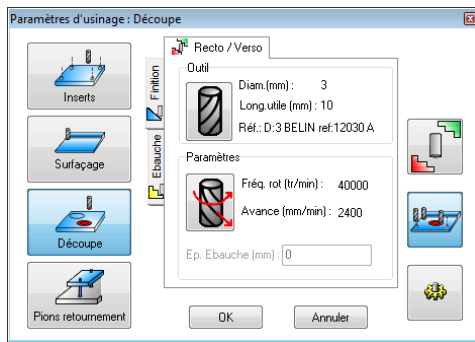 Paramètres d'usinage : Découpe
Inserts
Surfaçage
Découpe
Pions retournement
Finition
Ebauche
Recto / Verso
Outil
Diam.(mm) : 3
Long.utile (mm) : 10
Réf.: D:3 BELIN ref:12030 A
Paramètres
Fréq. rot (tr/min) : 40000
Avance (mm/min) : 2400
Ep. Ebauche (mm) : 0
OK
Annuler